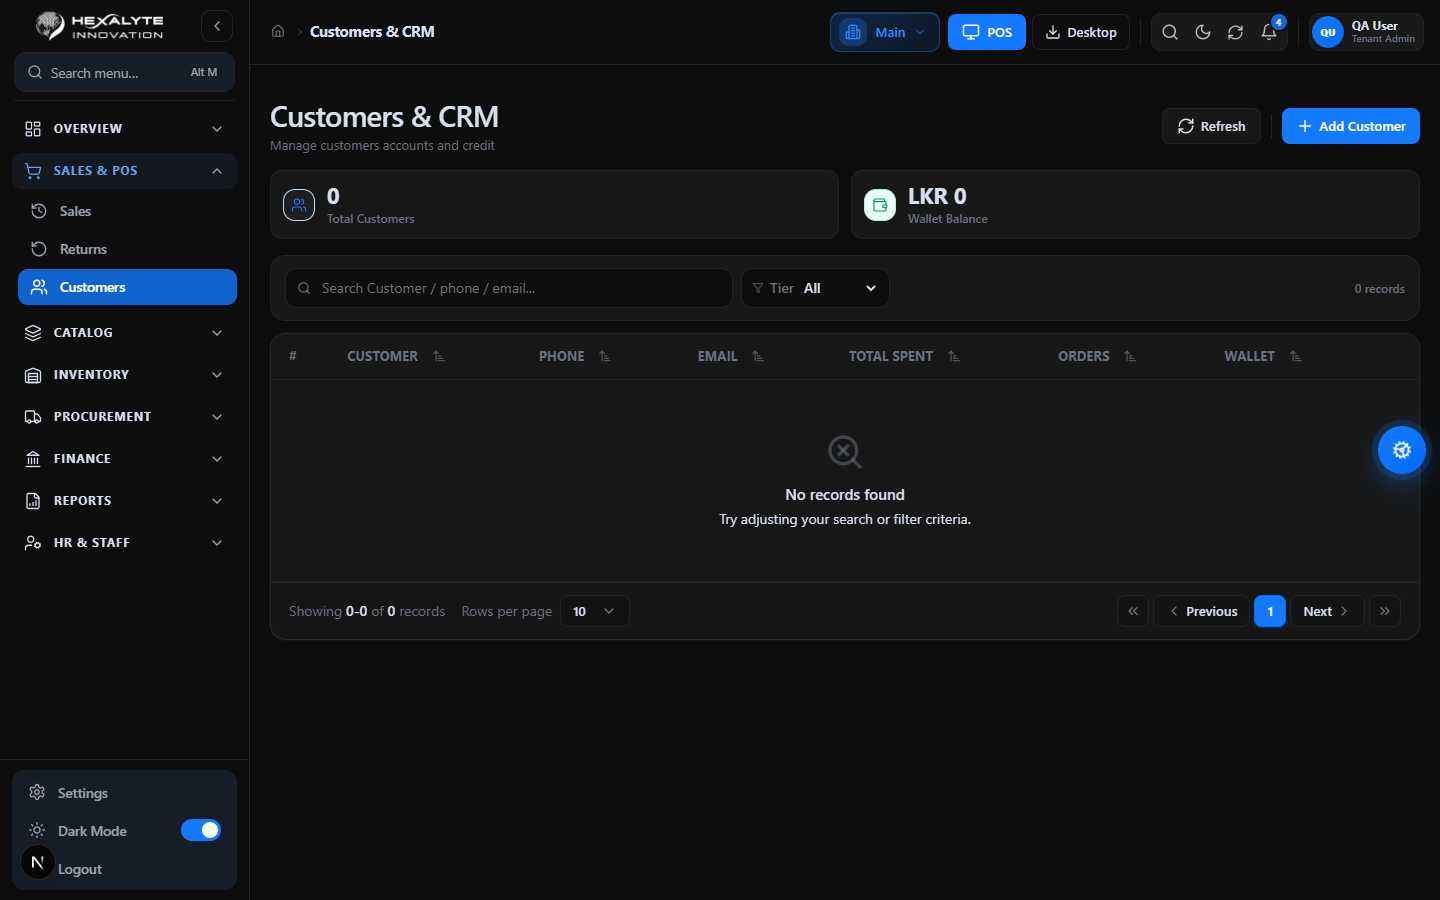 HEXALYTE
INNOVATION
Search menu...
Alt M
OVERVIEW
SALES & POS
Sales
Returns
Customers
CATALOG
INVENTORY
PROCUREMENT
FINANCE
REPORTS
HR & STAFF
Settings
Dark Mode
N
Logout
Customers & CRM
Main
POS
Desktop
4
QU
QA User
Tenant Admin
Customers & CRM
Manage customers accounts and credit
Refresh
Add Customer
0
Total Customers
LKR 0
Wallet Balance
Search Customer / phone / email...
Tier All
0 records
# CUSTOMER PHONE EMAIL TOTAL SPENT ORDERS WALLET
No records found
Try adjusting your search or filter criteria.
Showing 0-0 of 0 records Rows per page 10
Previous 1 Next